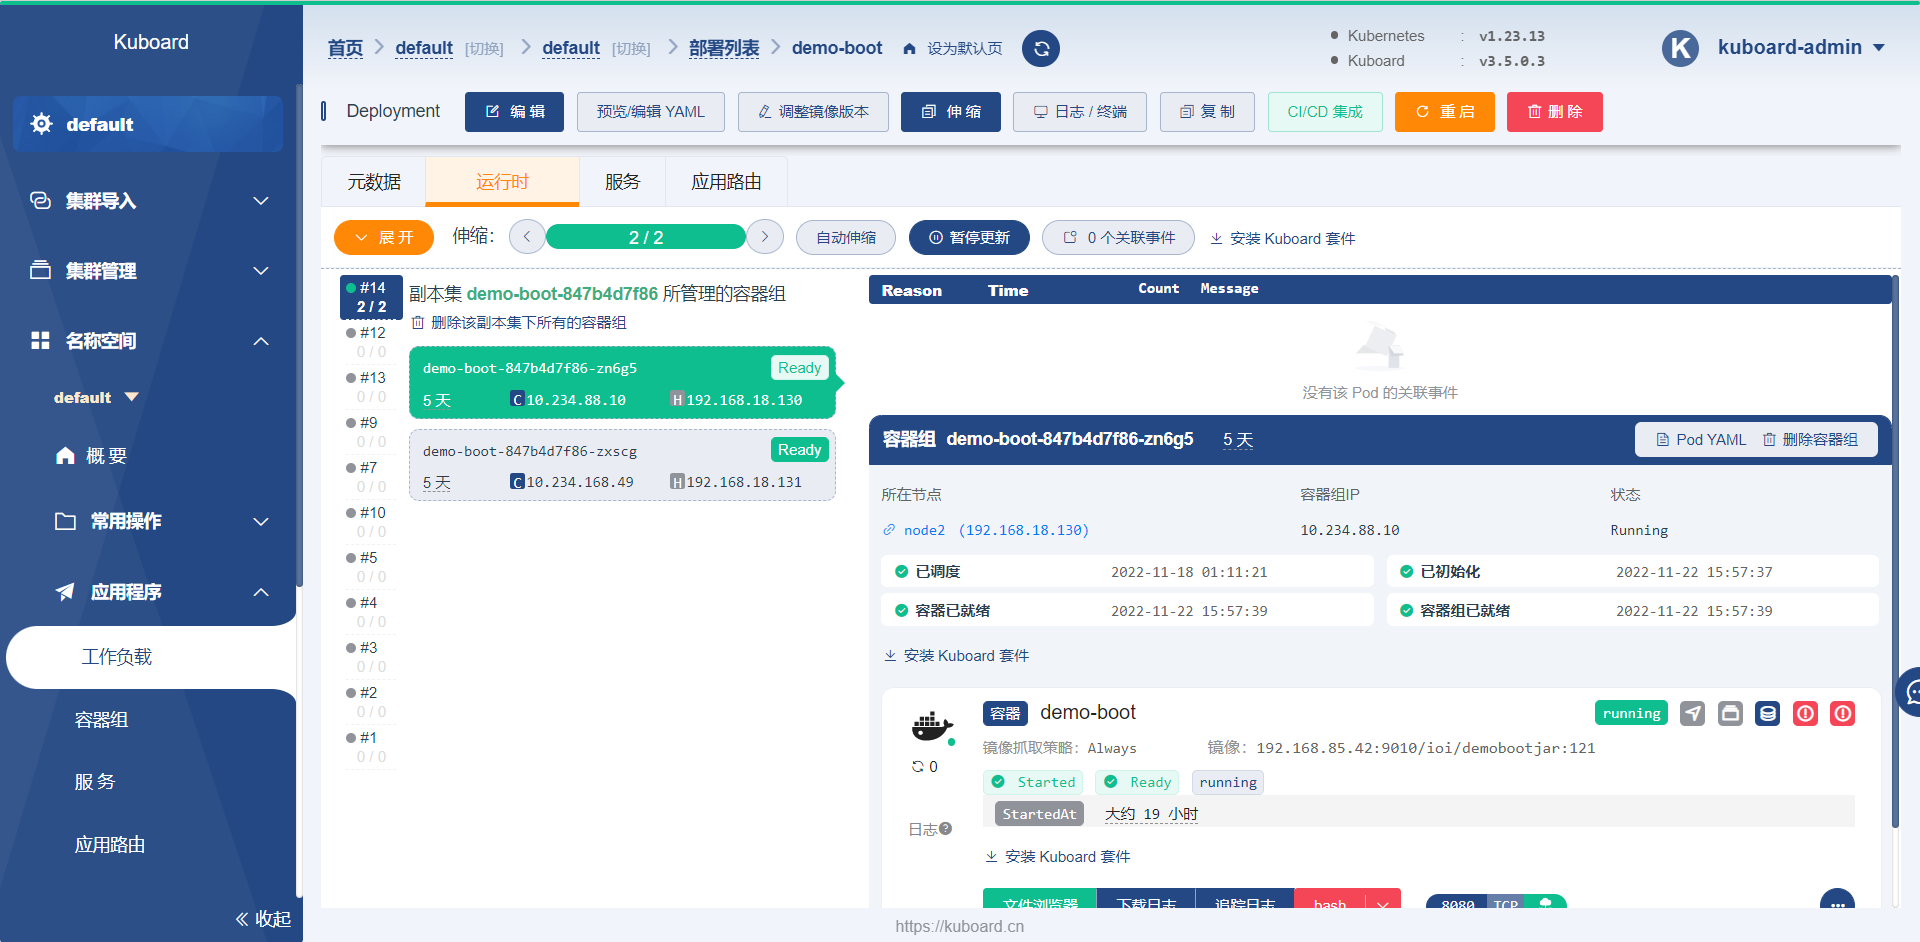 Kuboard
首页 > default [切换] > default [切换] > 部署列表 > demo-boot 设为默认页
Kubernetes : v1.23.13
Kuboard : v3.5.0.3
K kuboard-admin
Deployment 编 辑 预览/编辑 YAML 调整镜像版本 伸 缩 日志 / 终端 复 制 CI/CD 集成 重 启 删 除
default
集群导入
集群管理
名称空间
default
概 要
常用操作
应用程序
工作负载
容器组
服 务
应用路由
« 收起
元数据 运行时 服务 应用路由
展 开 伸缩: < 2 / 2 > 自动伸缩 暂停更新 0 个关联事件 安装 Kuboard 套件
#14
2 / 2
#12
0 / 0
#13
0 / 0
#9
0 / 0
#7
0 / 0
#10
0 / 0
#5
0 / 0
#4
0 / 0
#3
0 / 0
#2
0 / 0
#1
0 / 0
副本集 demo-boot-847b4d7f86 所管理的容器组
删除该副本集下所有的容器组
demo-boot-847b4d7f86-zn6g5 Ready
5 天 C 10.234.88.10 H 192.168.18.130
demo-boot-847b4d7f86-zxscg Ready
5 天 C 10.234.168.49 H 192.168.18.131
Reason Time Count Message
没有该 Pod 的关联事件
容器组 demo-boot-847b4d7f86-zn6g5 5 天 Pod YAML 删除容器组
所在节点 容器组IP 状态
node2 (192.168.18.130) 10.234.88.10 Running
已调度 2022-11-18 01:11:21 已初始化 2022-11-22 15:57:37
容器已就绪 2022-11-22 15:57:39 容器组已就绪 2022-11-22 15:57:39
安装 Kuboard 套件
容器 demo-boot running
镜像抓取策略: Always 镜像: 192.168.85.42:9010/ioi/demobootjar:121
0
Started Ready running
StartedAt 大约 19 小时
日志
安装 Kuboard 套件
文件浏览器 下载日志 追踪日志 bash 8080 TCP
https://kuboard.cn